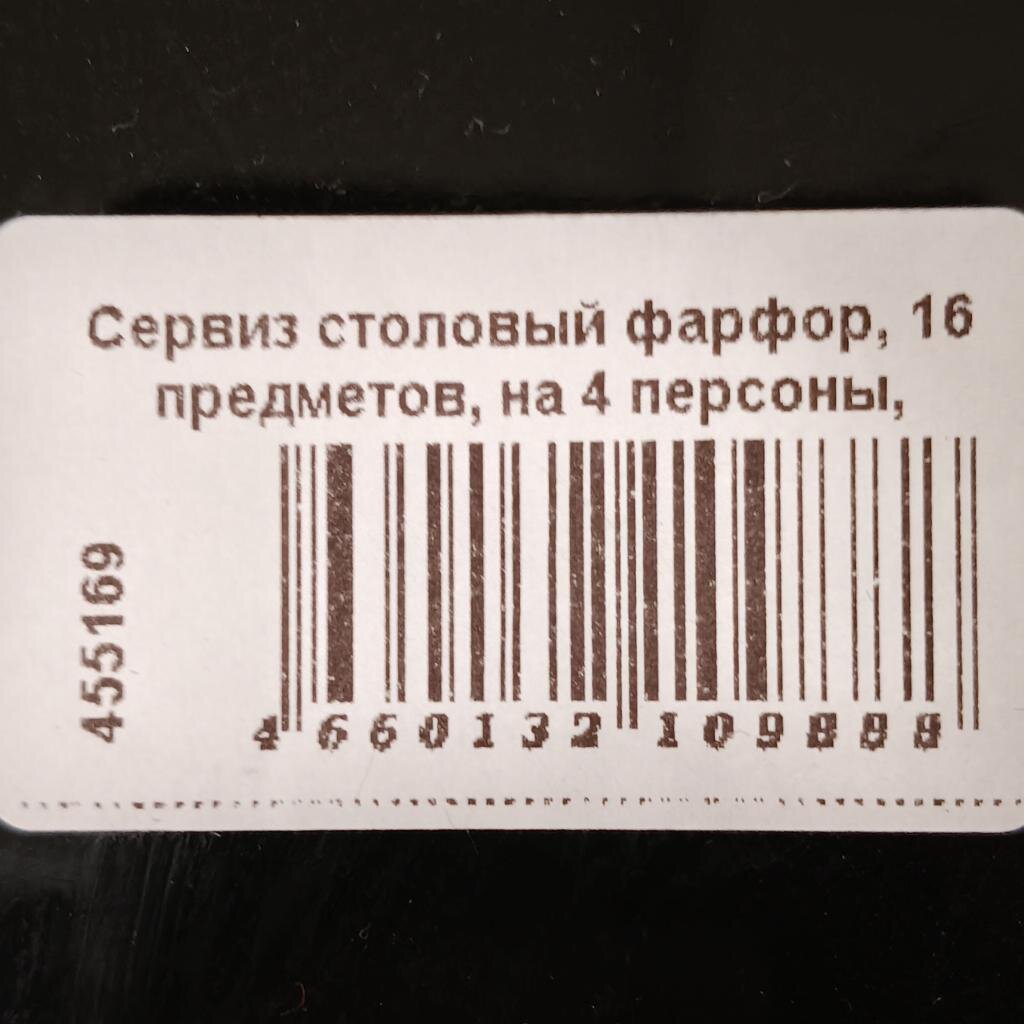 Сервиз столовый фарфор, 16
предметов, на 4 персоны,
455169
4 660132 109888